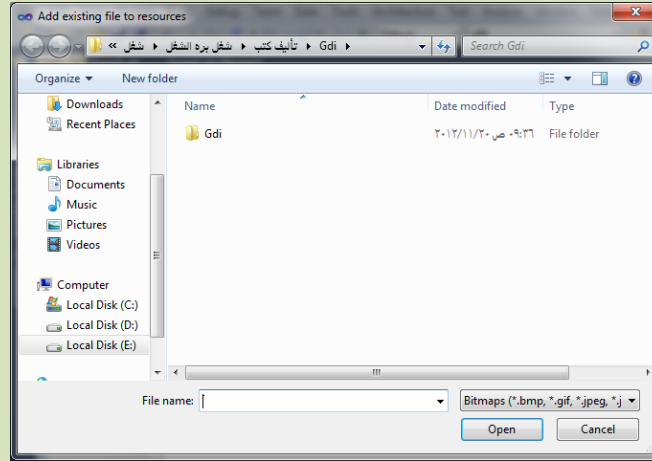 Add existing file to resources
« شغل ▸ شغل بره الشغل ▸ تأليف كتب ▸ Gdi ▸
Search Gdi
Organize ▾ New folder
Downloads
Recent Places
Libraries
Documents
Music
Pictures
Videos
Computer
Local Disk (C:)
Local Disk (D:)
Local Disk (E:)
Name Date modified Type
Gdi ٢٠١٢/١١/٢٠ ٠٩:٣٦ ص File folder
File name:
Bitmaps (*.bmp, *.gif, *.jpeg, *.j
Open Cancel